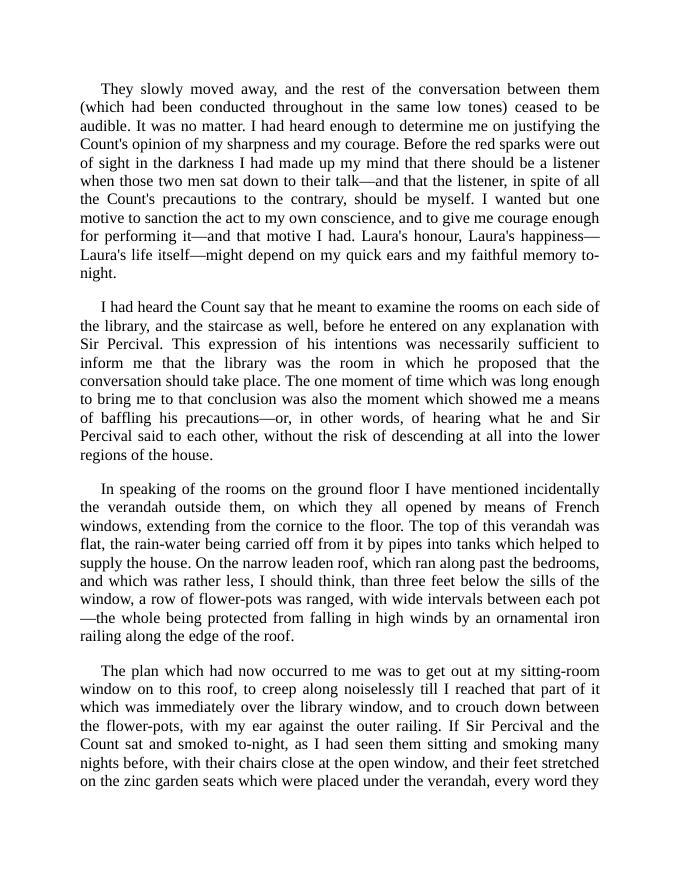 They slowly moved away, and the rest of the conversation between them
(which had been conducted throughout in the same low tones) ceased to be
audible. It was no matter. I had heard enough to determine me on justifying the
Count's opinion of my sharpness and my courage. Before the red sparks were out
of sight in the darkness I had made up my mind that there should be a listener
when those two men sat down to their talk—and that the listener, in spite of all
the Count's precautions to the contrary, should be myself. I wanted but one
motive to sanction the act to my own conscience, and to give me courage enough
for performing it—and that motive I had. Laura's honour, Laura's happiness—
Laura's life itself—might depend on my quick ears and my faithful memory to-
night.
I had heard the Count say that he meant to examine the rooms on each side of
the library, and the staircase as well, before he entered on any explanation with
Sir Percival. This expression of his intentions was necessarily sufficient to
inform me that the library was the room in which he proposed that the
conversation should take place. The one moment of time which was long enough
to bring me to that conclusion was also the moment which showed me a means
of baffling his precautions—or, in other words, of hearing what he and Sir
Percival said to each other, without the risk of descending at all into the lower
regions of the house.
In speaking of the rooms on the ground floor I have mentioned incidentally
the verandah outside them, on which they all opened by means of French
windows, extending from the cornice to the floor. The top of this verandah was
flat, the rain-water being carried off from it by pipes into tanks which helped to
supply the house. On the narrow leaden roof, which ran along past the bedrooms,
and which was rather less, I should think, than three feet below the sills of the
window, a row of flower-pots was ranged, with wide intervals between each pot
—the whole being protected from falling in high winds by an ornamental iron
railing along the edge of the roof.
The plan which had now occurred to me was to get out at my sitting-room
window on to this roof, to creep along noiselessly till I reached that part of it
which was immediately over the library window, and to crouch down between
the flower-pots, with my ear against the outer railing. If Sir Percival and the
Count sat and smoked to-night, as I had seen them sitting and smoking many
nights before, with their chairs close at the open window, and their feet stretched
on the zinc garden seats which were placed under the verandah, every word they